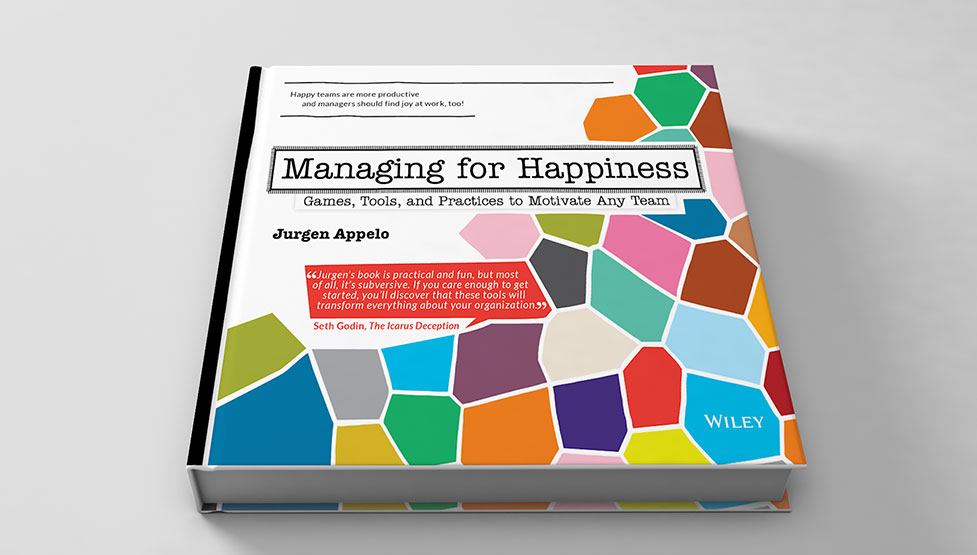 Happy teams are more productive
and managers should find joy at work, too!
Managing for Happiness
Games, Tools, and Practices to Motivate Any Team
Jurgen Appelo
“Jurgen's book is practical and fun, but most
of all, it's subversive. If you care enough to get
started, you'll discover that these tools will
transform everything about your organization.”
Seth Godin, The Icarus Deception
WILEY